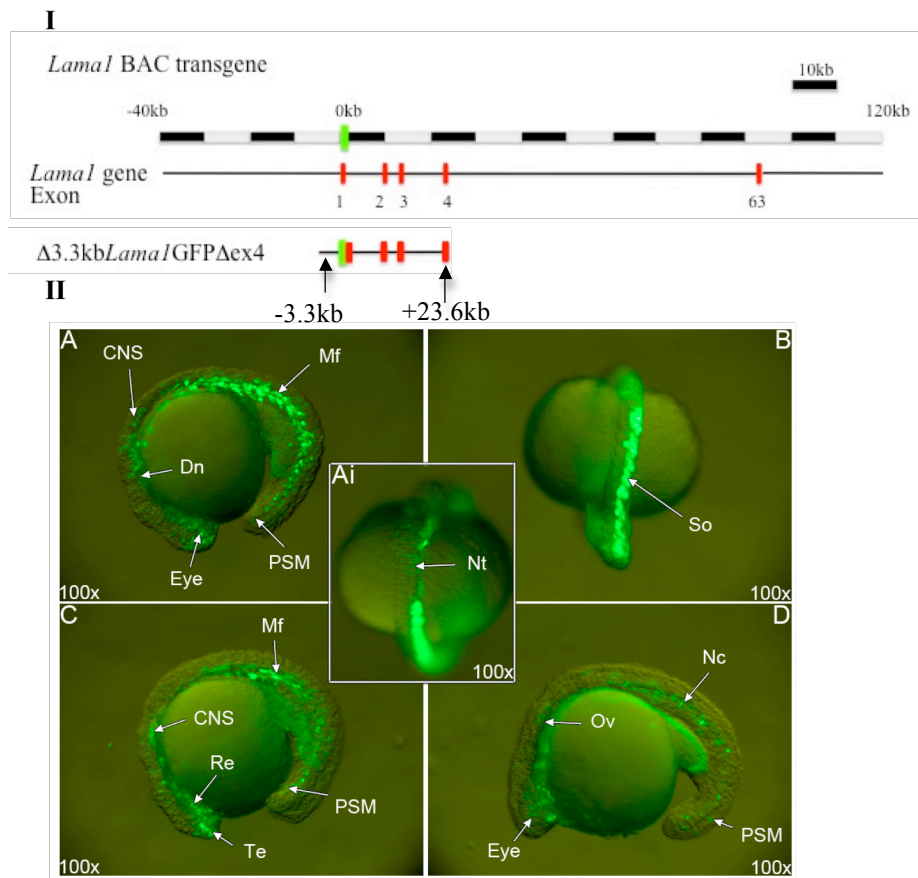 I
Lama1 BAC transgene
10kb
-40kb 0kb 120kb
Lama1 gene
Exon
1 2 3 4 63
Δ3.3kbLama1GFPΔex4
II
-3.3kb +23.6kb
A
CNS
Mf
Dn
Eye
PSM
100x
B
So
100x
Ai
Nt
100x
C
Mf
CNS
Re
PSM
Te
100x
D
Nc
Ov
Eye
PSM
100x